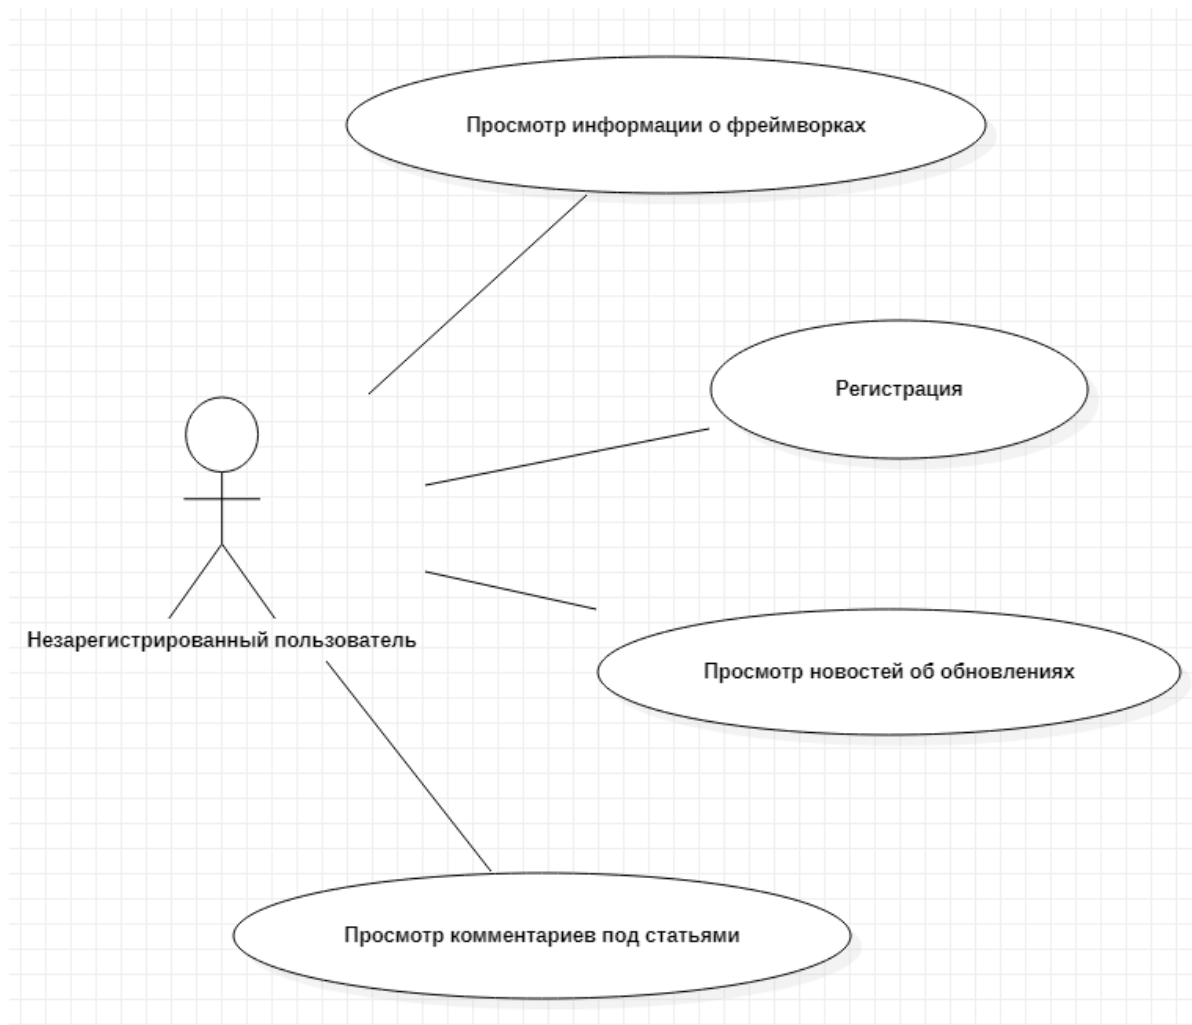 Просмотр информации о фреймворках
Регистрация
Незарегистрированный пользователь
Просмотр новостей об обновлениях
Просмотр комментариев под статьями